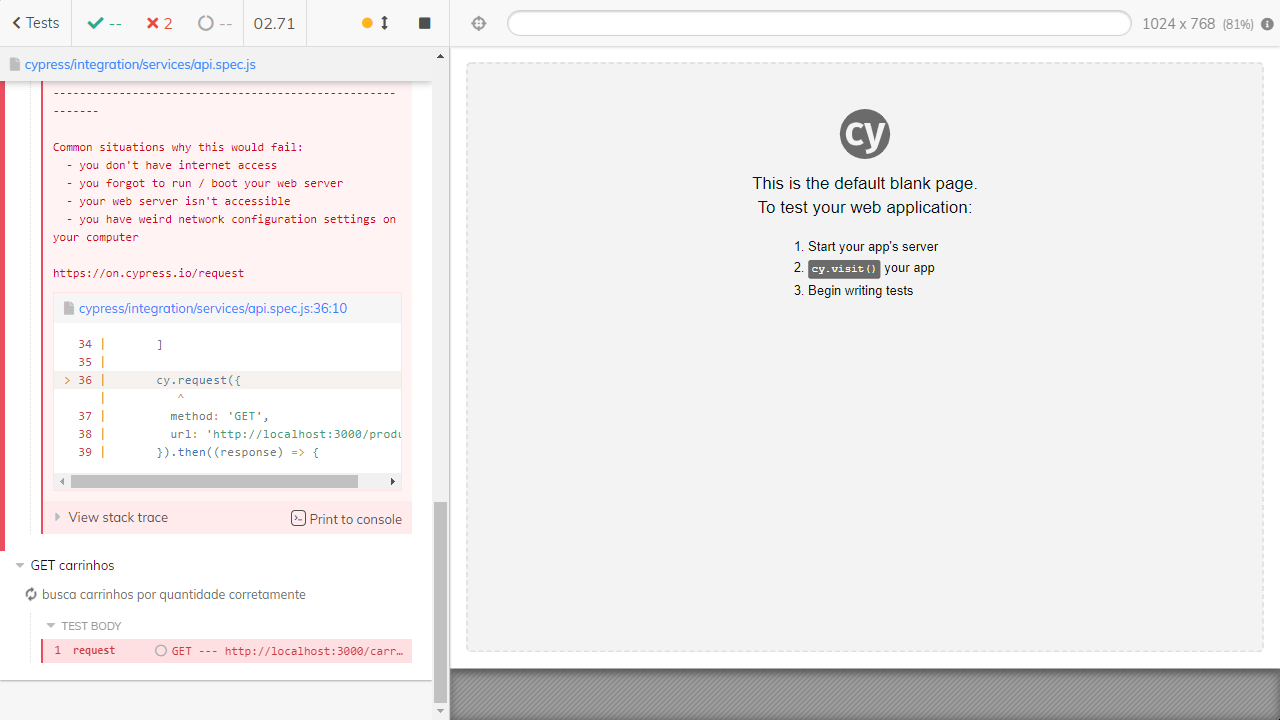 Tests
--
2
--
02.71
1024 x 768 (81%)
cypress/integration/services/api.spec.js
----------------------------------------------------
-------
Common situations why this would fail:
- you don't have internet access
- you forgot to run / boot your web server
- your web server isn't accessible
- you have weird network configuration settings on
your computer
https://on.cypress.io/request
cypress/integration/services/api.spec.js:36:10
34 | ]
35 |
> 36 | cy.request({
| ^
37 | method: 'GET',
38 | url: 'http://localhost:3000/produ
39 | }).then((response) => {
View stack trace
Print to console
GET carrinhos
busca carrinhos por quantidade corretamente
TEST BODY
1 request GET --- http://localhost:3000/carr…
cy
This is the default blank page.
To test your web application:
1. Start your app's server
2. cy.visit() your app
3. Begin writing tests